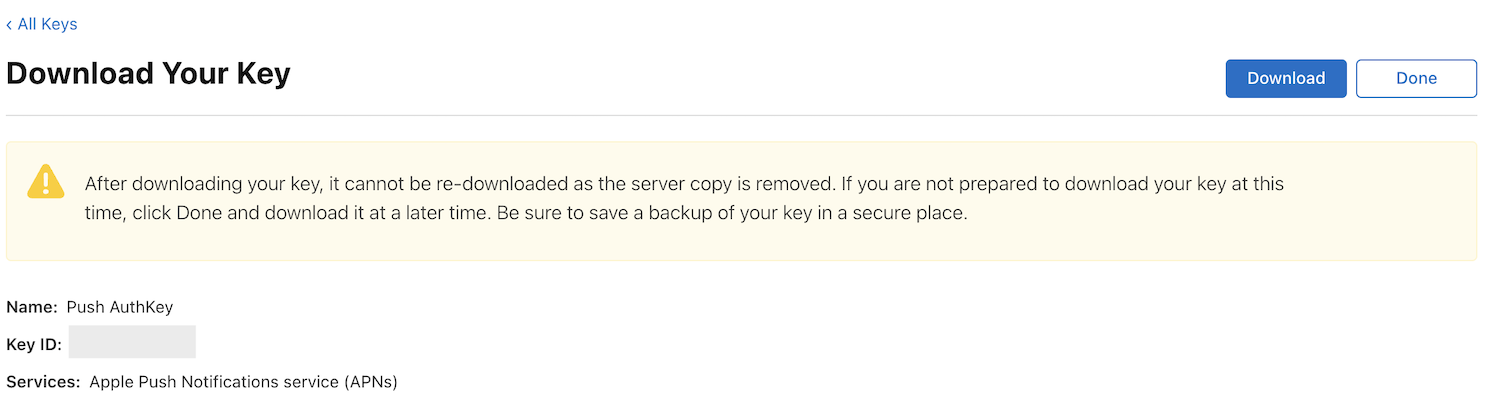 ‹ All Keys
Download Your Key
Download
Done
After downloading your key, it cannot be re-downloaded as the server copy is removed. If you are not prepared to download your key at this
time, click Done and download it at a later time. Be sure to save a backup of your key in a secure place.
Name: Push AuthKey
Key ID:
Services: Apple Push Notifications service (APNs)